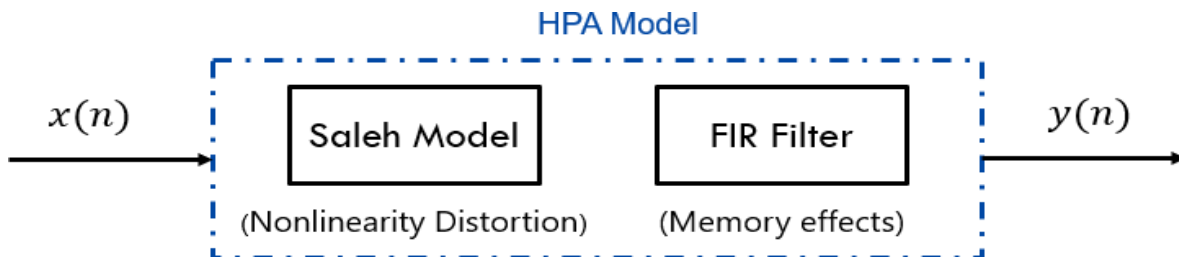 HPA Model
x(n)
Saleh Model
FIR Filter
y(n)
(Nonlinearity Distortion)
(Memory effects)